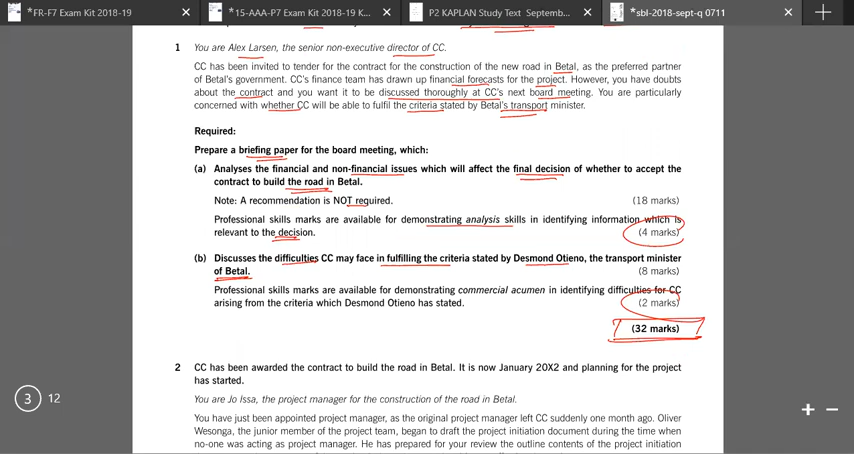 *FR-F7 Exam Kit 2018-19
*15-AAA-P7 Exam Kit 2018-19 K...
P2 KAPLAN Study Text Septemb...
*sbl-2018-sept-q 0711
1 You are Alex Larsen, the senior non-executive director of CC.
CC has been invited to tender for the contract for the construction of the new road in Betal, as the preferred partner
of Betal's government. CC's finance team has drawn up financial forecasts for the project. However, you have doubts
about the contract and you want it to be discussed thoroughly at CC's next board meeting. You are particularly
concerned with whether CC will be able to fulfil the criteria stated by Betal's transport minister.
Required:
Prepare a briefing paper for the board meeting, which:
(a) Analyses the financial and non-financial issues which will affect the final decision of whether to accept the
contract to build the road in Betal.
Note: A recommendation is NOT required. (18 marks)
Professional skills marks are available for demonstrating analysis skills in identifying information which is
relevant to the decision. (4 marks)
(b) Discusses the difficulties CC may face in fulfilling the criteria stated by Desmond Otieno, the transport minister
of Betal. (8 marks)
Professional skills marks are available for demonstrating commercial acumen in identifying difficulties for CC
arising from the criteria which Desmond Otieno has stated. (2 marks)
(32 marks)
2 CC has been awarded the contract to build the road in Betal. It is now January 20X2 and planning for the project
has started.
You are Jo Issa, the project manager for the construction of the road in Betal.
You have just been appointed project manager, as the original project manager left CC suddenly one month ago. Oliver
Wesonga, the junior member of the project team, began to draft the project initiation document during the time when
no-one was acting as project manager. He has prepared for your review the outline contents of the project initiation
3 12